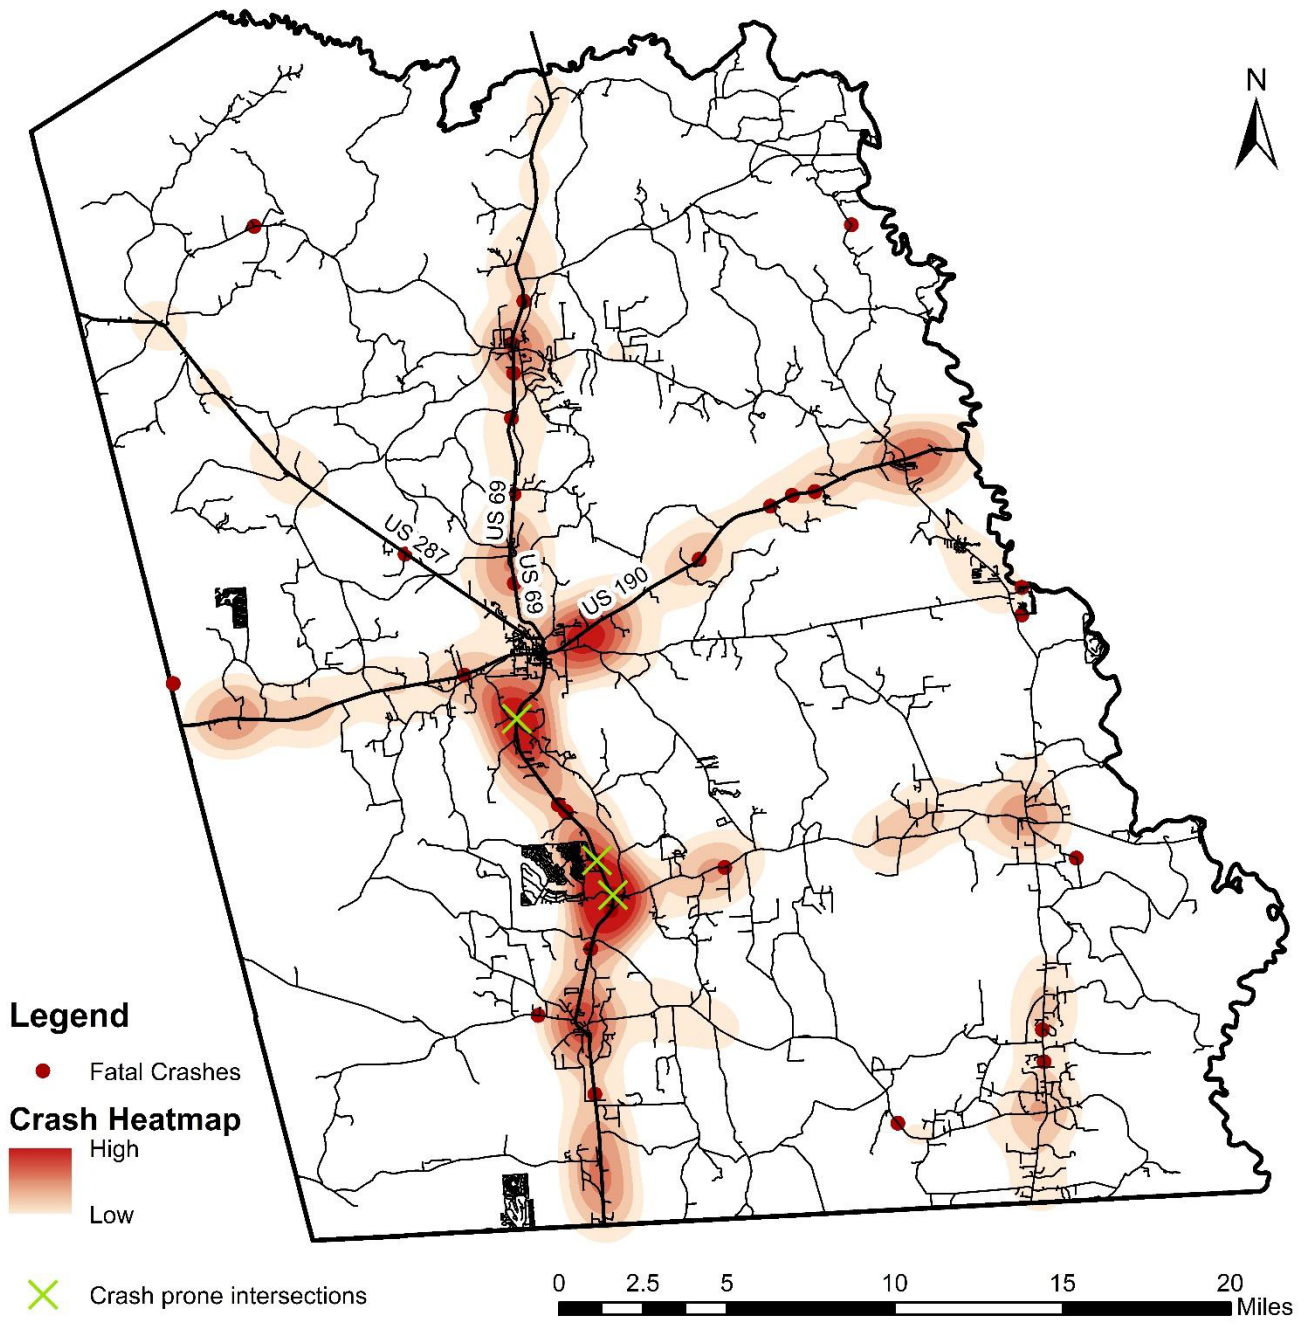 N
US 69
US 287
US 69
US 190
Legend
Fatal Crashes
Crash Heatmap
High
Low
Crash prone intersections
0 2.5 5 10 15 20
Miles